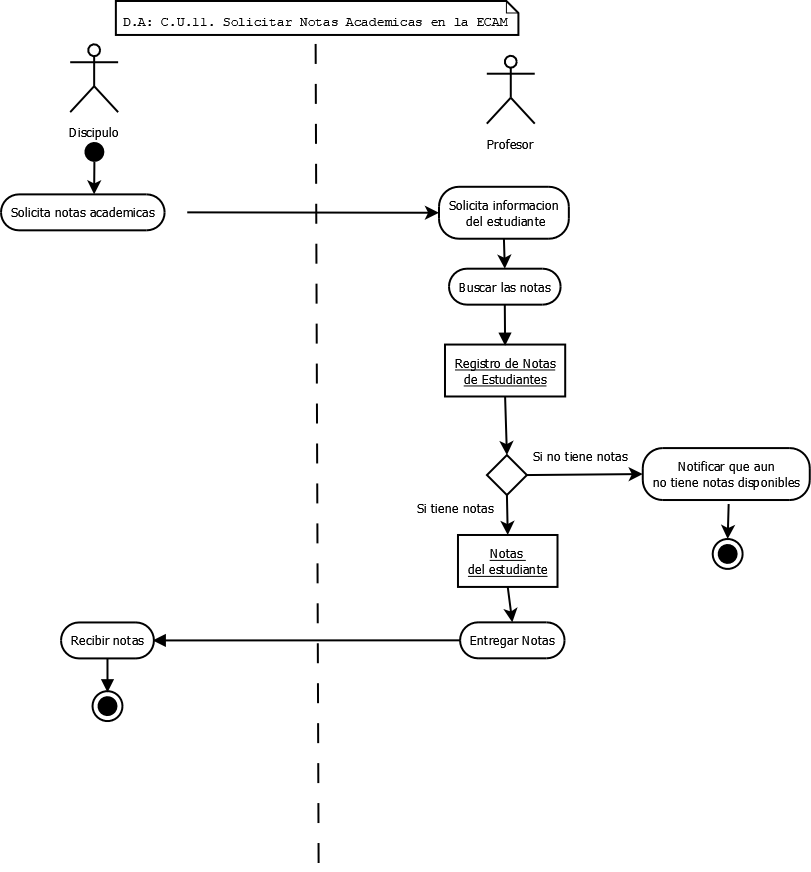 D.A: C.U.11. Solicitar Notas Academicas en la ECAM
Discipulo
Profesor
Solicita notas academicas
Solicita informacion
del estudiante
Buscar las notas
Registro de Notas
de Estudiantes
Si no tiene notas
Notificar que aun
no tiene notas disponibles
Si tiene notas
Notas
del estudiante
Recibir notas
Entregar Notas